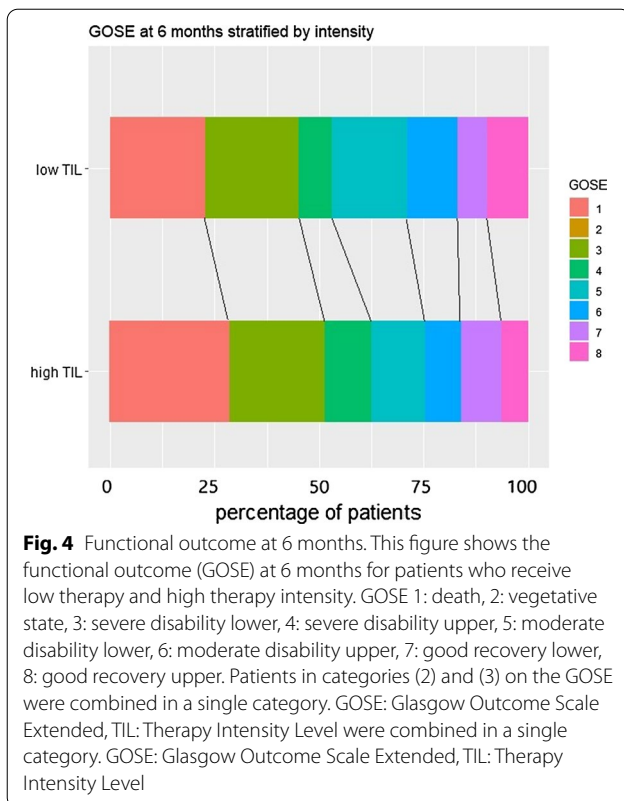 GOSE at 6 months stratified by intensity
low TIL
high TIL
GOSE
1
2
3
4
5
6
7
8
0 25 50 75 100
percentage of patients
Fig. 4 Functional outcome at 6 months. This figure shows the
functional outcome (GOSE) at 6 months for patients who receive
low therapy and high therapy intensity. GOSE 1: death, 2: vegetative
state, 3: severe disability lower, 4: severe disability upper, 5: moderate
disability lower, 6: moderate disability upper, 7: good recovery lower,
8: good recovery upper. Patients in categories (2) and (3) on the GOSE
were combined in a single category. GOSE: Glasgow Outcome Scale
Extended, TIL: Therapy Intensity Level were combined in a single
category. GOSE: Glasgow Outcome Scale Extended, TIL: Therapy
Intensity Level